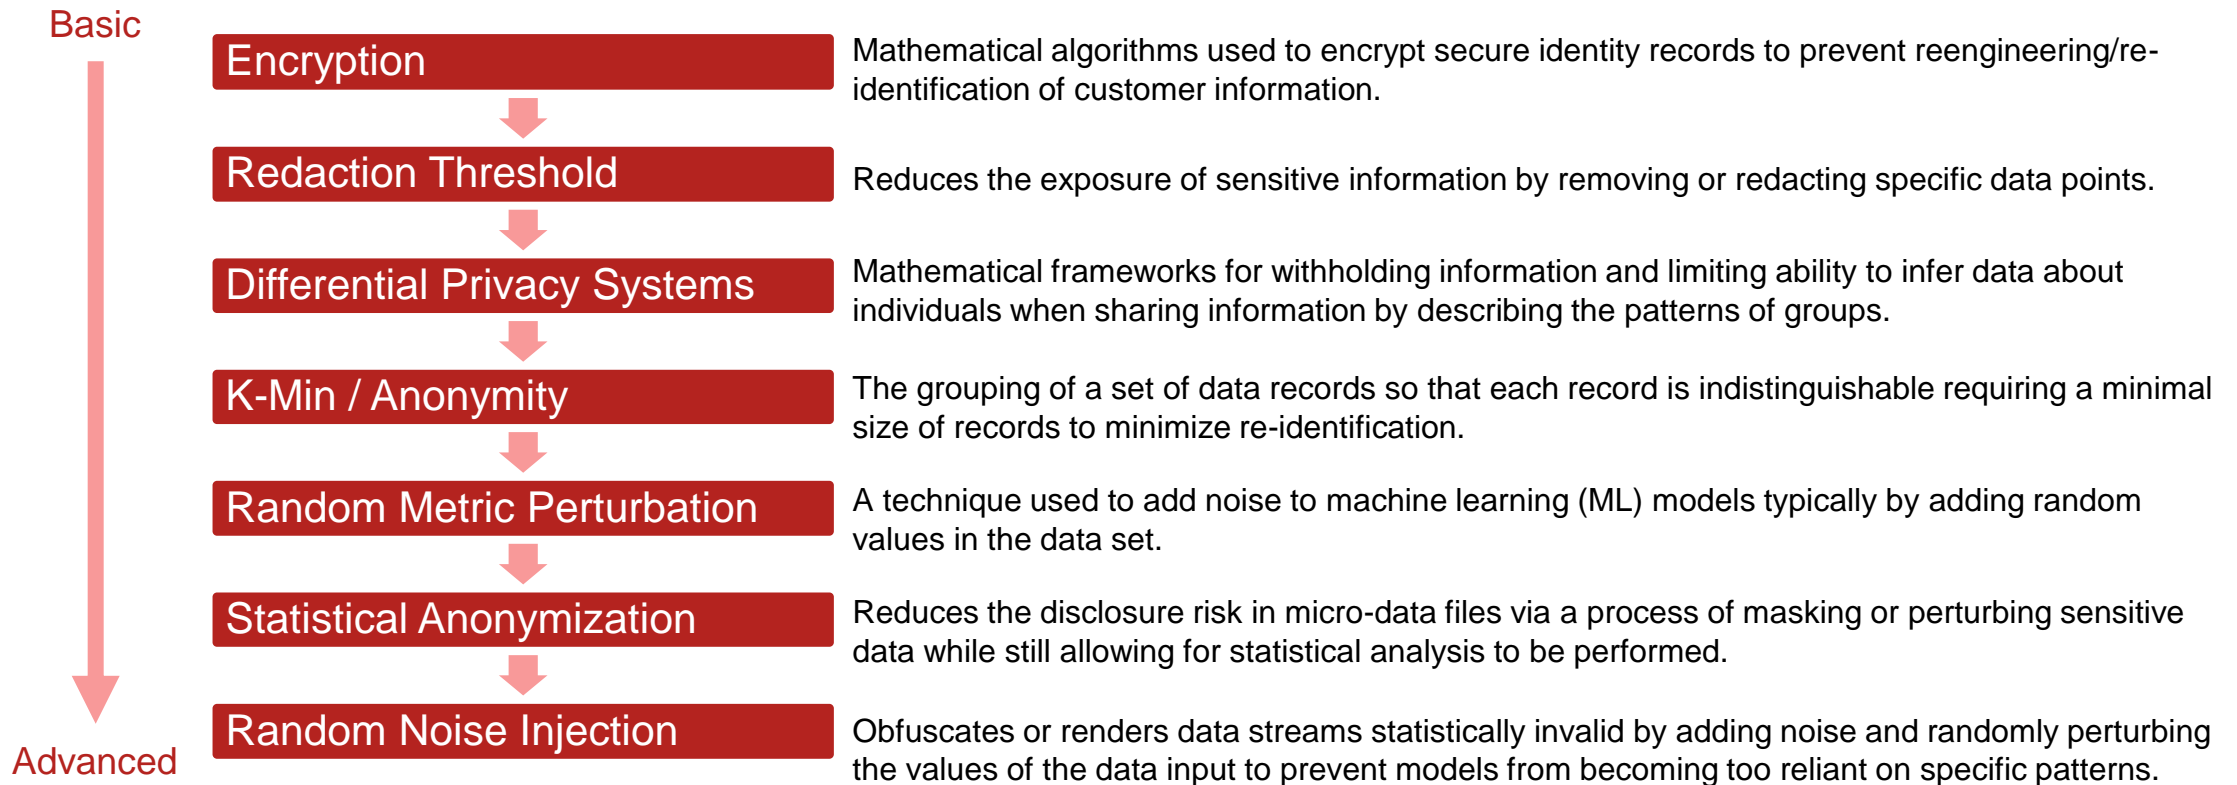 Basic
Encryption
Mathematical algorithms used to encrypt secure identity records to prevent reengineering/re-
identification of customer information.
Redaction Threshold
Reduces the exposure of sensitive information by removing or redacting specific data points.
Differential Privacy Systems
Mathematical frameworks for withholding information and limiting ability to infer data about
individuals when sharing information by describing the patterns of groups.
K-Min / Anonymity
The grouping of a set of data records so that each record is indistinguishable requiring a minimal
size of records to minimize re-identification.
Random Metric Perturbation
A technique used to add noise to machine learning (ML) models typically by adding random
values in the data set.
Statistical Anonymization
Reduces the disclosure risk in micro-data files via a process of masking or perturbing sensitive
data while still allowing for statistical analysis to be performed.
Random Noise Injection
Obfuscates or renders data streams statistically invalid by adding noise and randomly perturbing
the values of the data input to prevent models from becoming too reliant on specific patterns.
Advanced